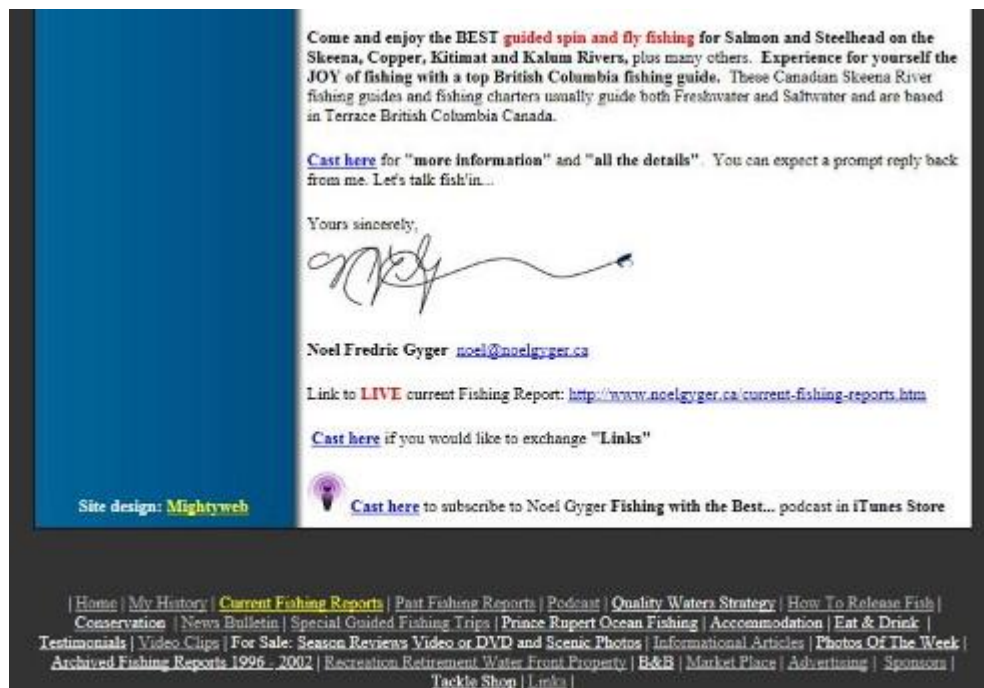 Come and enjoy the BEST guided spin and fly fishing for Salmon and Steelhead on the
Skeena, Copper, Kitimat and Kalum Rivers, plus many others. Experience for yourself the
JOY of fishing with a top British Columbia fishing guide. These Canadian Skeena River
fishing guides and fishing charters usually guide both Freshwater and Saltwater and are based
in Terrace British Columbia Canada.
Cast here for "more information" and "all the details". You can expect a prompt reply back
from me. Let's talk fish'in...
Yours sincerely,
Noel Fredric Gyger noel@noelgyger.ca
Link to LIVE current Fishing Report: http://www.noelgyger.ca/current-fishing-reports.htm
Cast here if you would like to exchange "Links"
Site design: Mightyweb
Cast here to subscribe to Noel Gyger Fishing with the Best... podcast in iTunes Store
| Home | My History | Current Fishing Reports | Past Fishing Reports | Podcast | Quality Waters Strategy | How To Release Fish |
Conservation | News Bulletin | Special Guided Fishing Trips | Prince Rupert Ocean Fishing | Accommodation | Eat & Drink |
Testimonials | Video Clips | For Sale: Season Reviews Video or DVD and Scenic Photos | Informational Articles | Photos Of The Week |
Archived Fishing Reports 1996 - 2002 | Recreation Retirement Water Front Property | B&B | Market Place | Advertising | Sponsors |
Tackle Shop | Links |